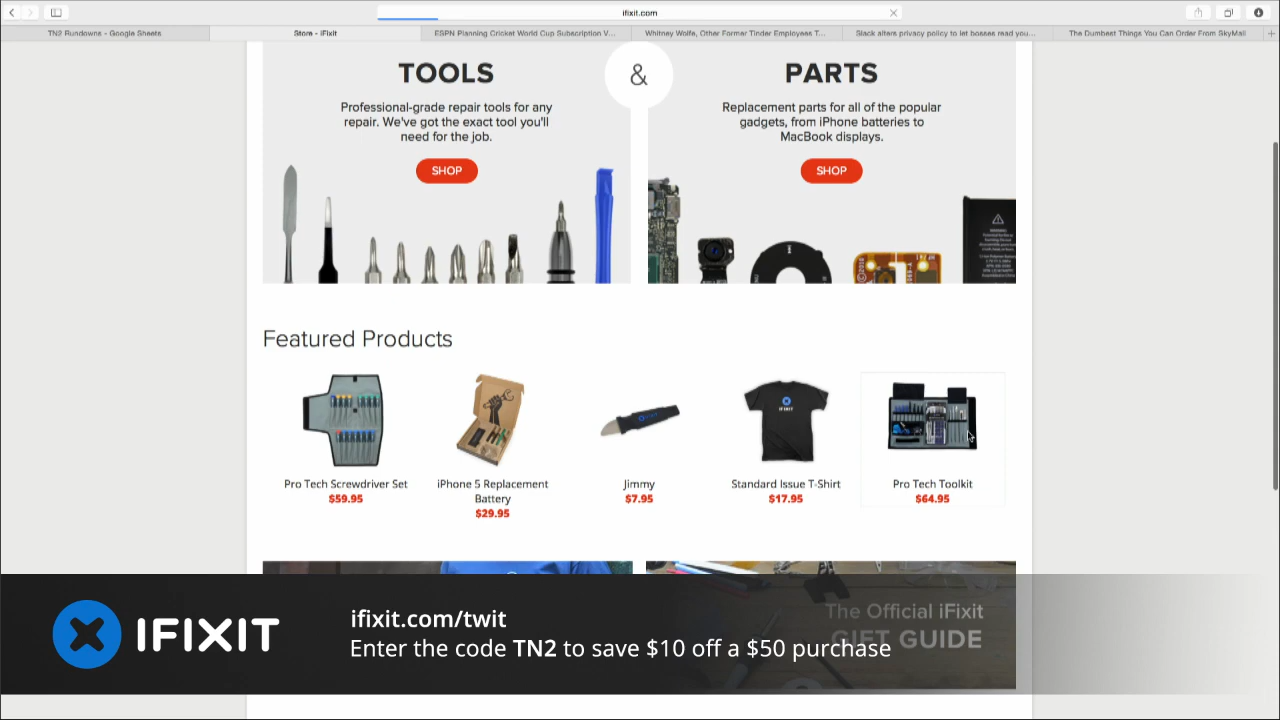 ifixit.com
TN2 Rundowns - Google Sheets
Store - iFixit
ESPN Planning Cricket World Cup Subscription V...
Whitney Wolfe, Other Former Tinder Employees T...
Slack alters privacy policy to let bosses read you...
The Dumbest Things You Can Order From SkyMall
TOOLS
Professional-grade repair tools for any
repair. We've got the exact tool you'll
need for the job.
SHOP
&
PARTS
Replacement parts for all of the popular
gadgets, from iPhone batteries to
MacBook displays.
SHOP
WARNING
Featured Products
iFIXIT
Pro Tech Screwdriver Set
$59.95
iPhone 5 Replacement
Battery
$29.95
Jimmy
$7.95
Standard Issue T-Shirt
$17.95
Pro Tech Toolkit
$64.95
The Official iFixit
GIFT GUIDE
IFIXIT
ifixit.com/twit
Enter the code TN2 to save $10 off a $50 purchase